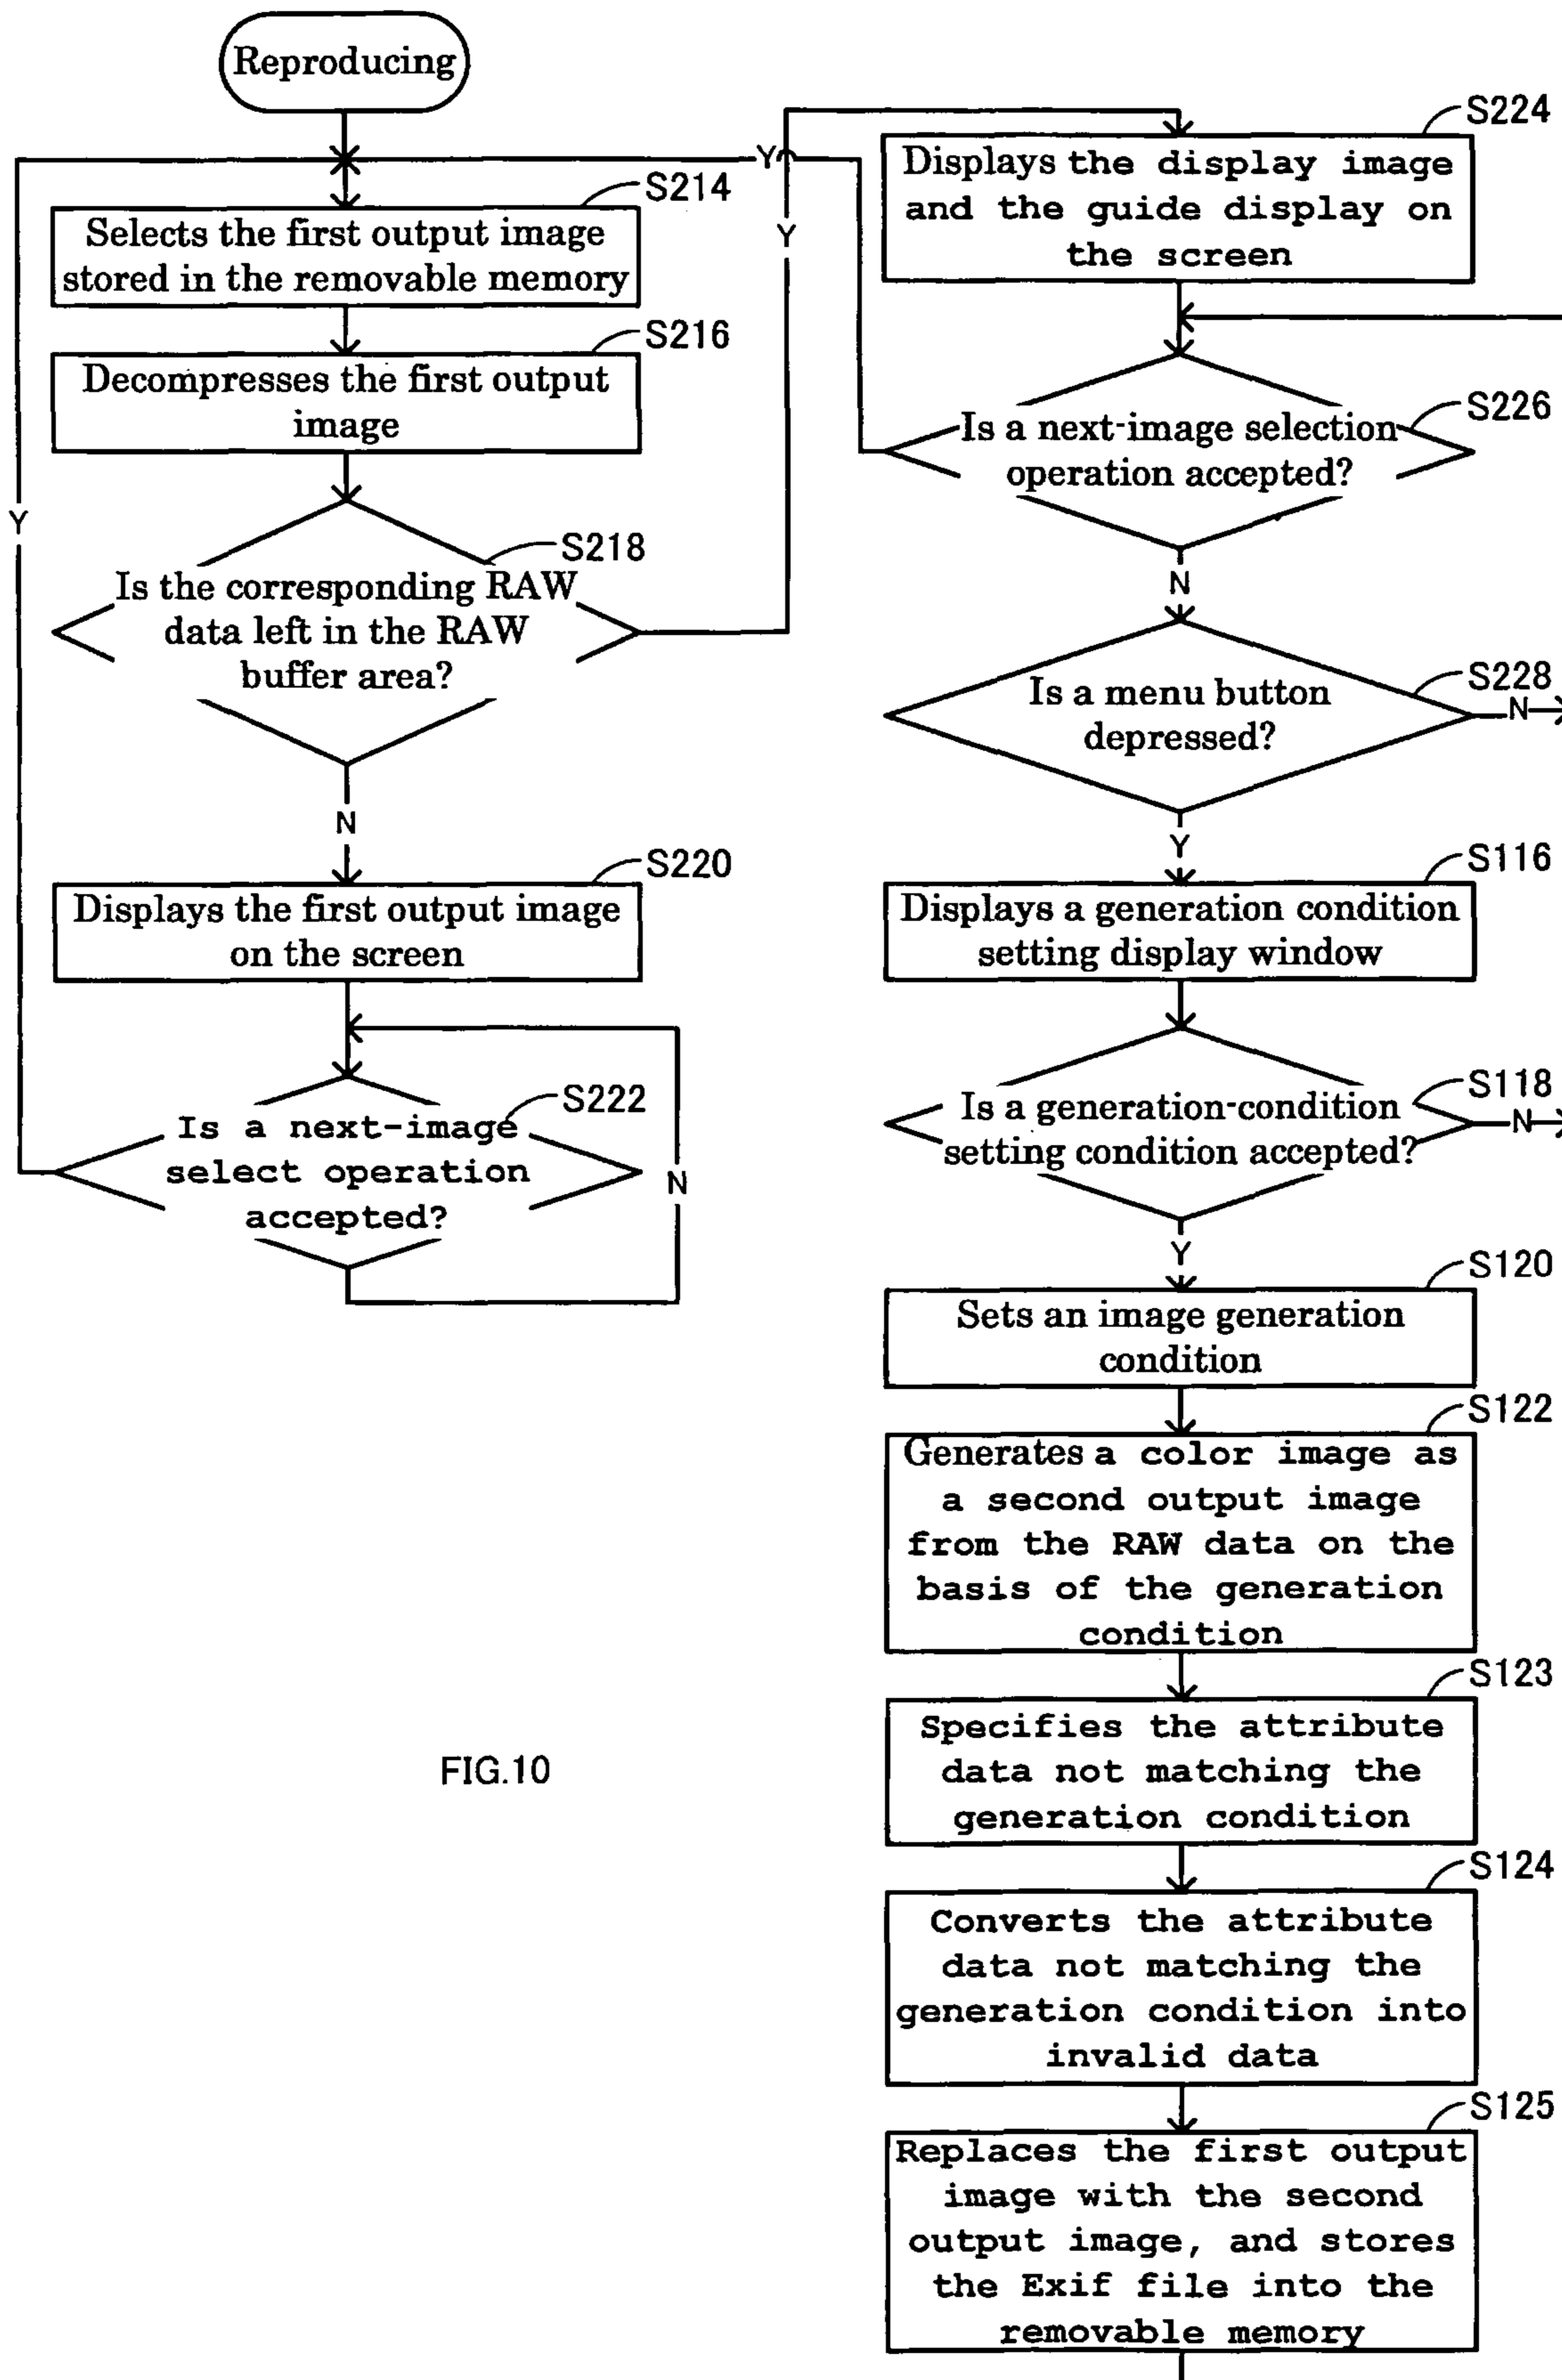 Reproducing
S214
Selects the first output image
stored in the removable memory
S216
Decompresses the first output
image
Y
S218
Is the corresponding RAW
data left in the RAW
buffer area?
Y
N
S220
Displays the first output image
on the screen
S222
Is a next-image
select operation
accepted?
N
FIG.10
S224
Displays the display image
and the guide display on
the screen
Y
S226
Is a next-image selection
operation accepted?
N
S228
Is a menu button
depressed?
N
Y
S116
Displays a generation condition
setting display window
S118
Is a generation-condition
setting condition accepted?
N
Y
S120
Sets an image generation
condition
S122
Generates a color image as
a second output image
from the RAW data on the
basis of the generation
condition
S123
Specifies the attribute
data not matching the
generation condition
S124
Converts the attribute
data not matching the
generation condition into
invalid data
S125
Replaces the first output
image with the second
output image, and stores
the Exif file into the
removable memory